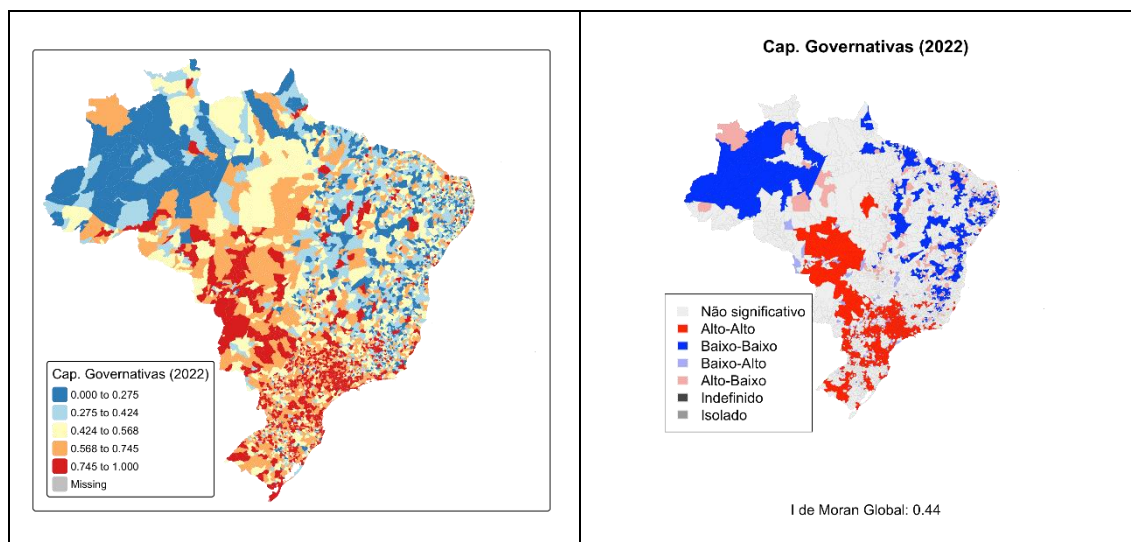 Cap. Governativas (2022)
0.000 to 0.275
0.275 to 0.424
0.424 to 0.568
0.568 to 0.745
0.745 to 1.000
Missing
Cap. Governativas (2022)
Não significativo
Alto-Alto
Baixo-Baixo
Baixo-Alto
Alto-Baixo
Indefinido
Isolado
I de Moran Global: 0.44